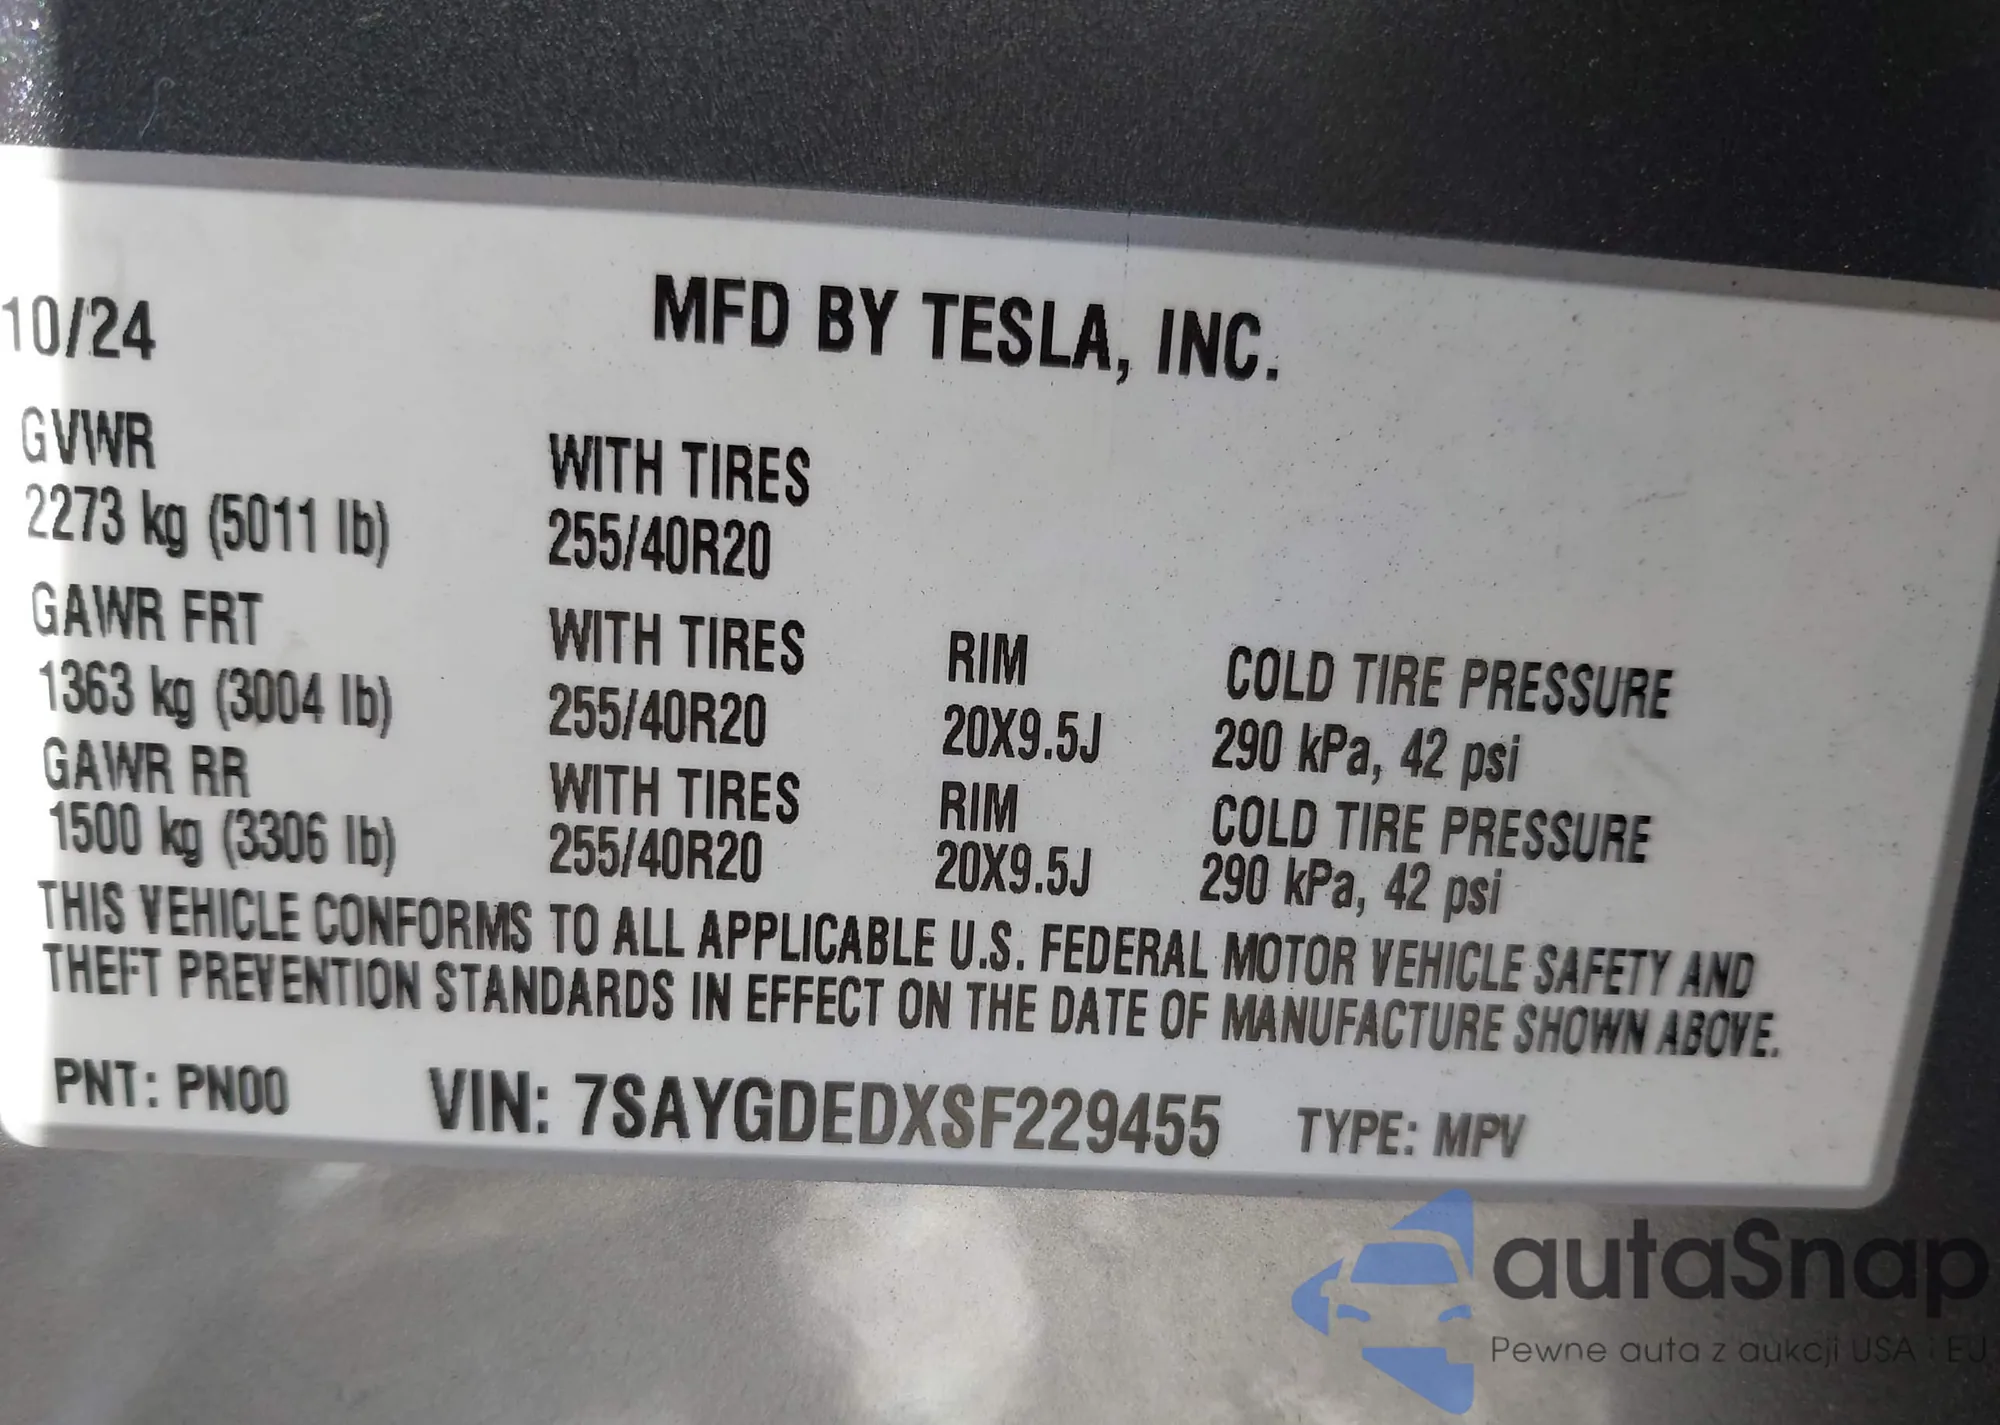 10/24 MFD BY TESLA, INC.
GVWR WITH TIRES
2273 kg (5011 lb) 255/40R20
GAWR FRT WITH TIRES RIM COLD TIRE PRESSURE
1363 kg (3004 lb) 255/40R20 20X9.5J 290 kPa, 42 psi
GAWR RR WITH TIRES RIM COLD TIRE PRESSURE
1500 kg (3306 lb) 255/40R20 20X9.5J 290 kPa, 42 psi
THIS VEHICLE CONFORMS TO ALL APPLICABLE U.S. FEDERAL MOTOR VEHICLE SAFETY AND
THEFT PREVENTION STANDARDS IN EFFECT ON THE DATE OF MANUFACTURE SHOWN ABOVE.
PNT: PN00 VIN: 7SAYGDEDXSF229455 TYPE: MPV
autaSnap
Pewne auta z aukcji USA i EU